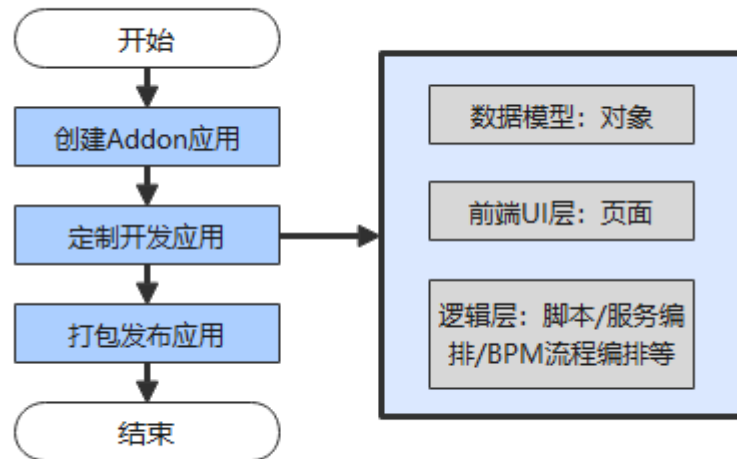 开始
创建Addon应用
定制开发应用
打包发布应用
结束
数据模型：对象
前端UI层：页面
逻辑层：脚本/服务编
排/BPM流程编排等